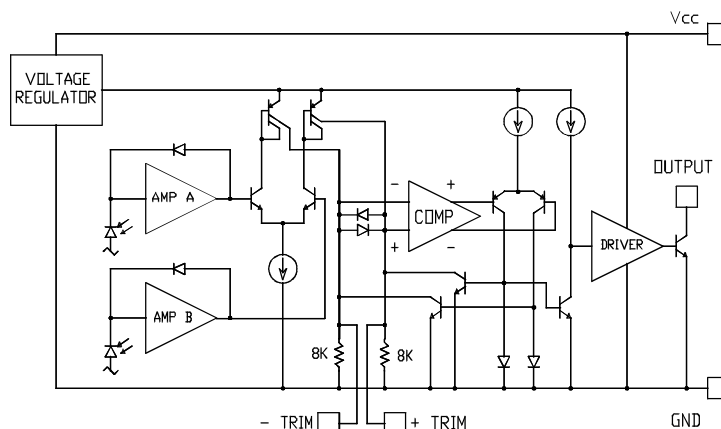 Vcc
VOLTAGE
REGULATOR
OUTPUT
AMP A
- +
COMP
+ -
DRIVER
AMP B
8K 8K
- TRIM + TRIM
GND